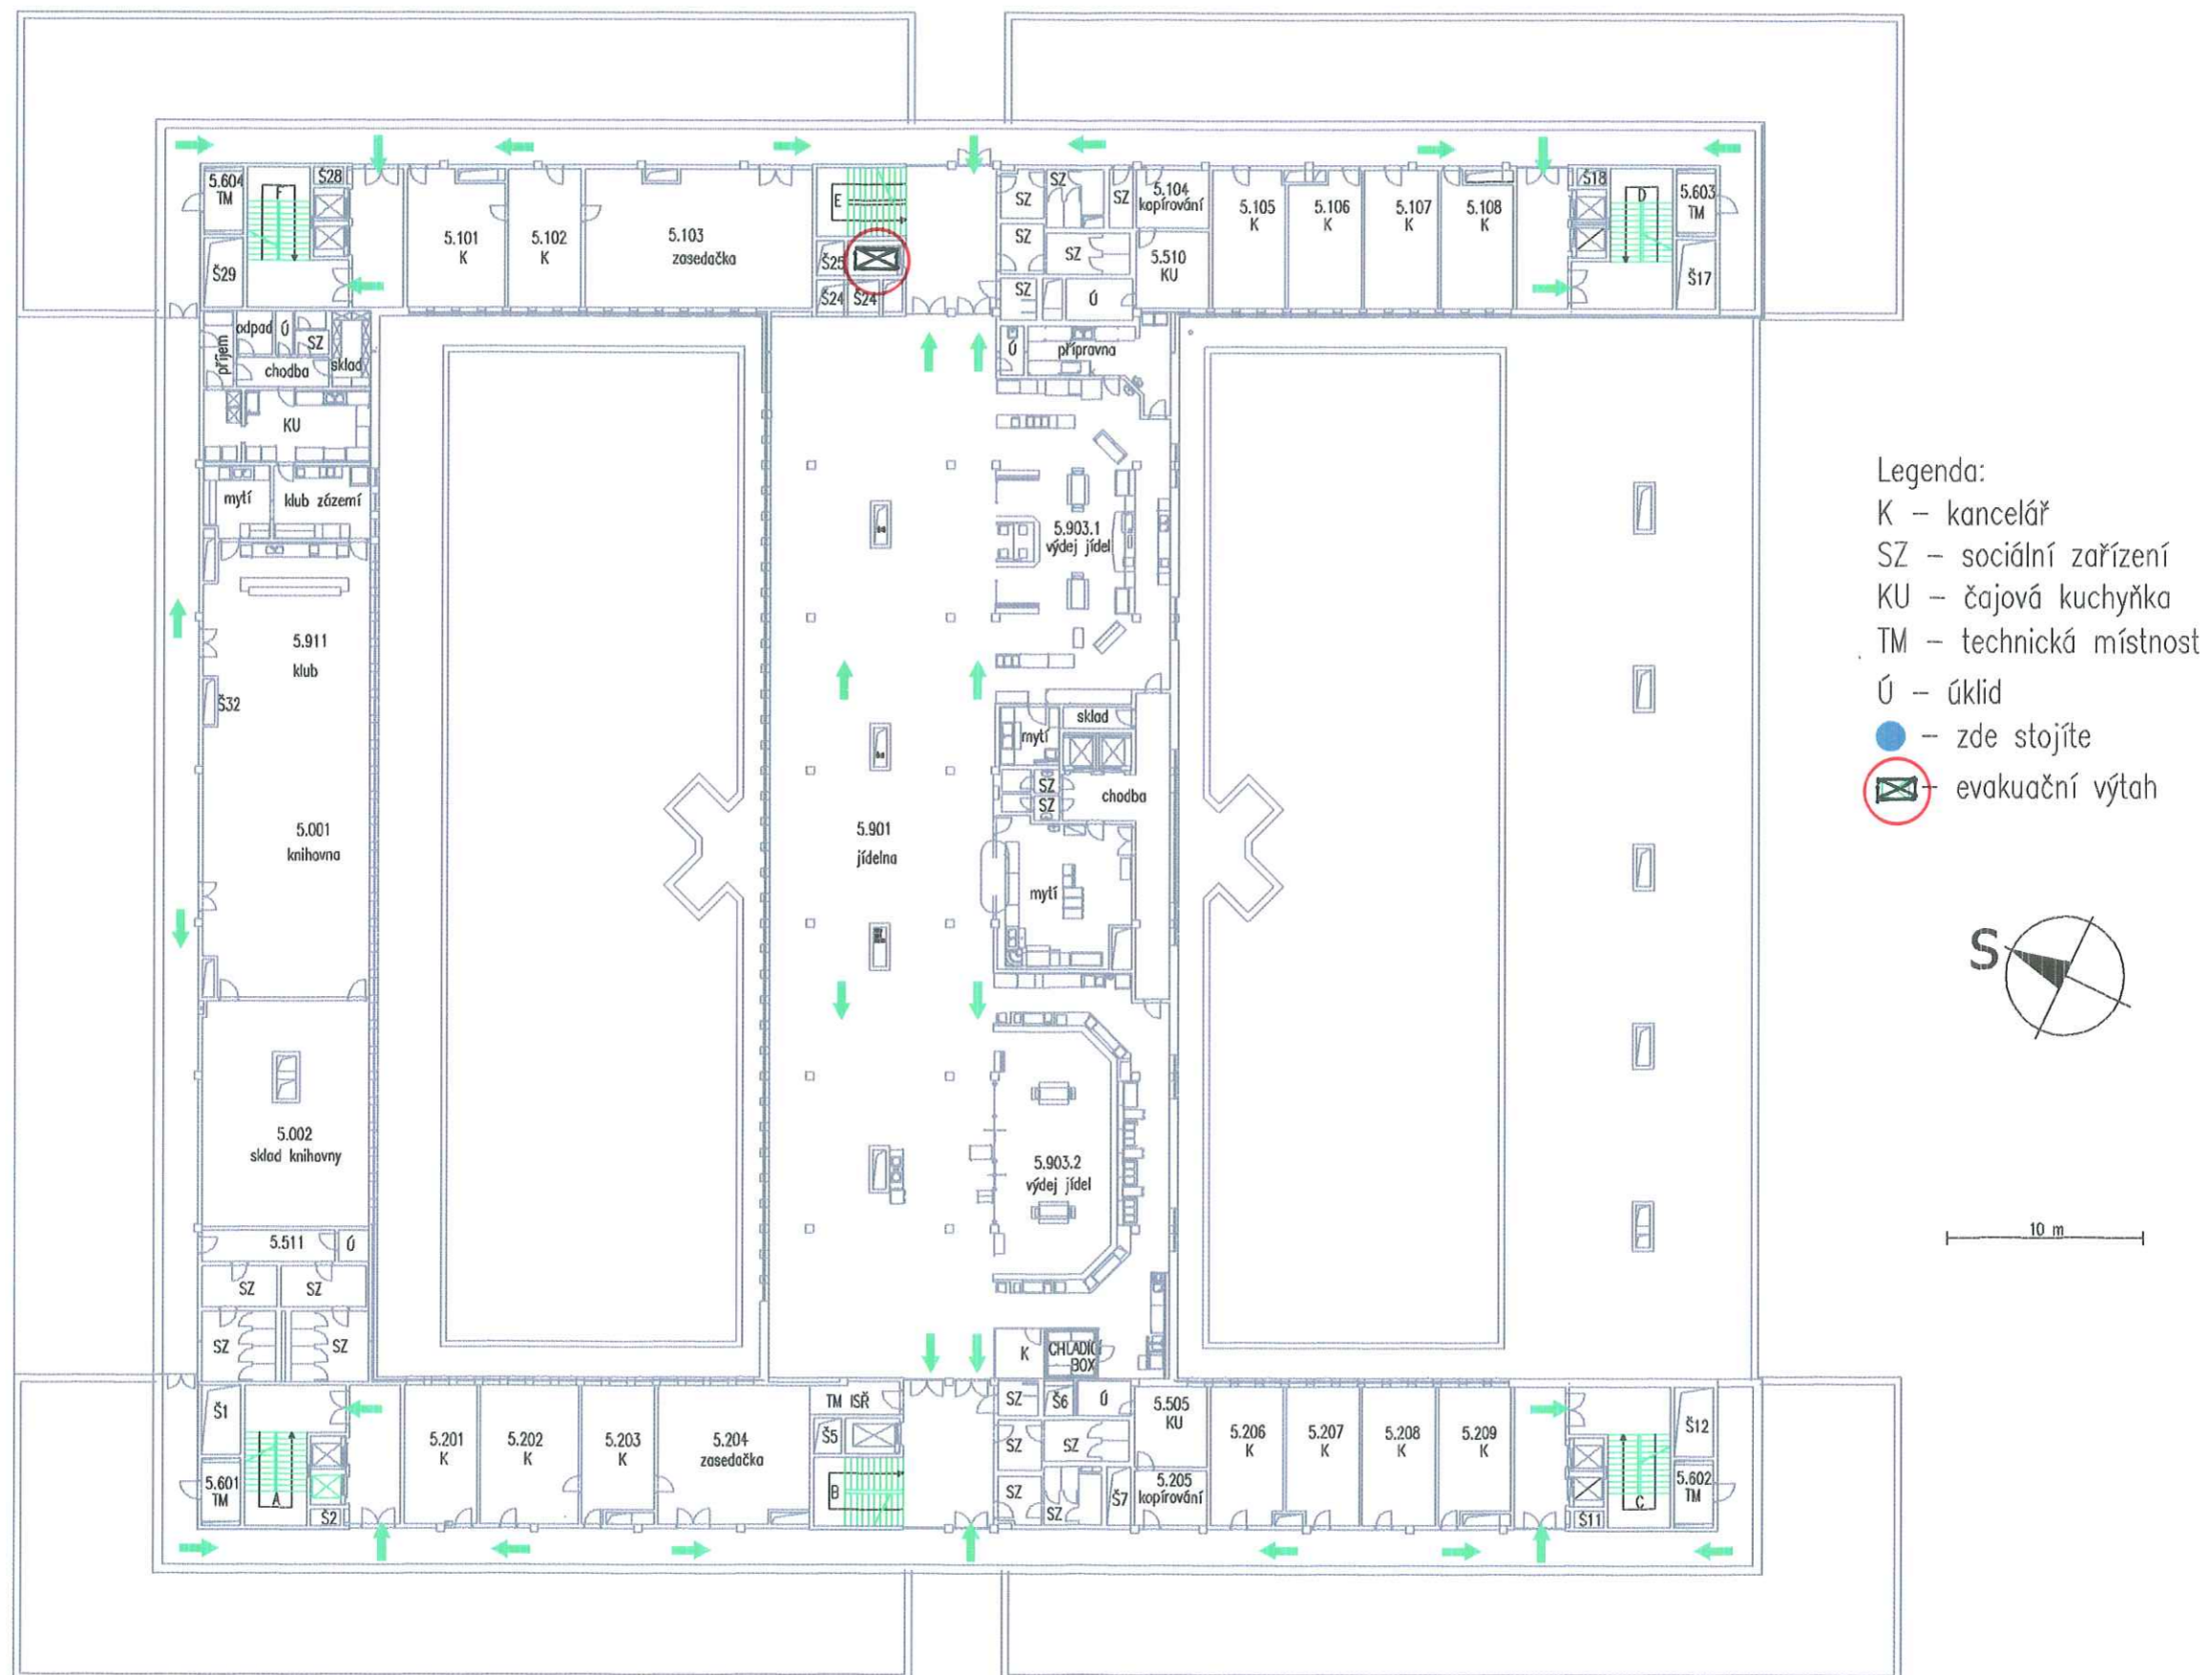 5.604
TM
F
Š28
Š29
5.101
K
5.102
K
5.103
zasedačka
E
Š25
Š24
Š24
SZ
SZ
SZ
SZ
SZ
SZ
Ú
5.104
kopírování
5.510
KU
5.105
K
5.106
K
5.107
K
5.108
K
Š18
D
5.603
TM
Š17
příjem
odpad
Ú
SZ
chodba
sklad
KU
mytí
klub zázemí
5.911
klub
Š32
5.001
knihovna
5.002
sklad knihovny
5.511
Ú
SZ
SZ
SZ
SZ
Ú
přípravna
5.903.1
výdej jídel
sklad
mytí
SZ
SZ
chodba
5.901
jídelna
mytí
5.903.2
výdej jídel
K
CHLADÍCÍ
BOX
Š1
5.601
TM
A
Š2
5.201
K
5.202
K
5.203
K
5.204
zasedačka
TM ISŘ
Š5
B
SZ
Š6
Ú
SZ
SZ
SZ
SZ
Š7
5.505
KU
5.205
kopírování
5.206
K
5.207
K
5.208
K
5.209
K
Š11
C
Š12
5.602
TM
Legenda:
K – kancelář
SZ – sociální zařízení
KU – čajová kuchyňka
TM – technická místnost
Ú – úklid
– zde stojíte
– evakuační výtah
S
10 m